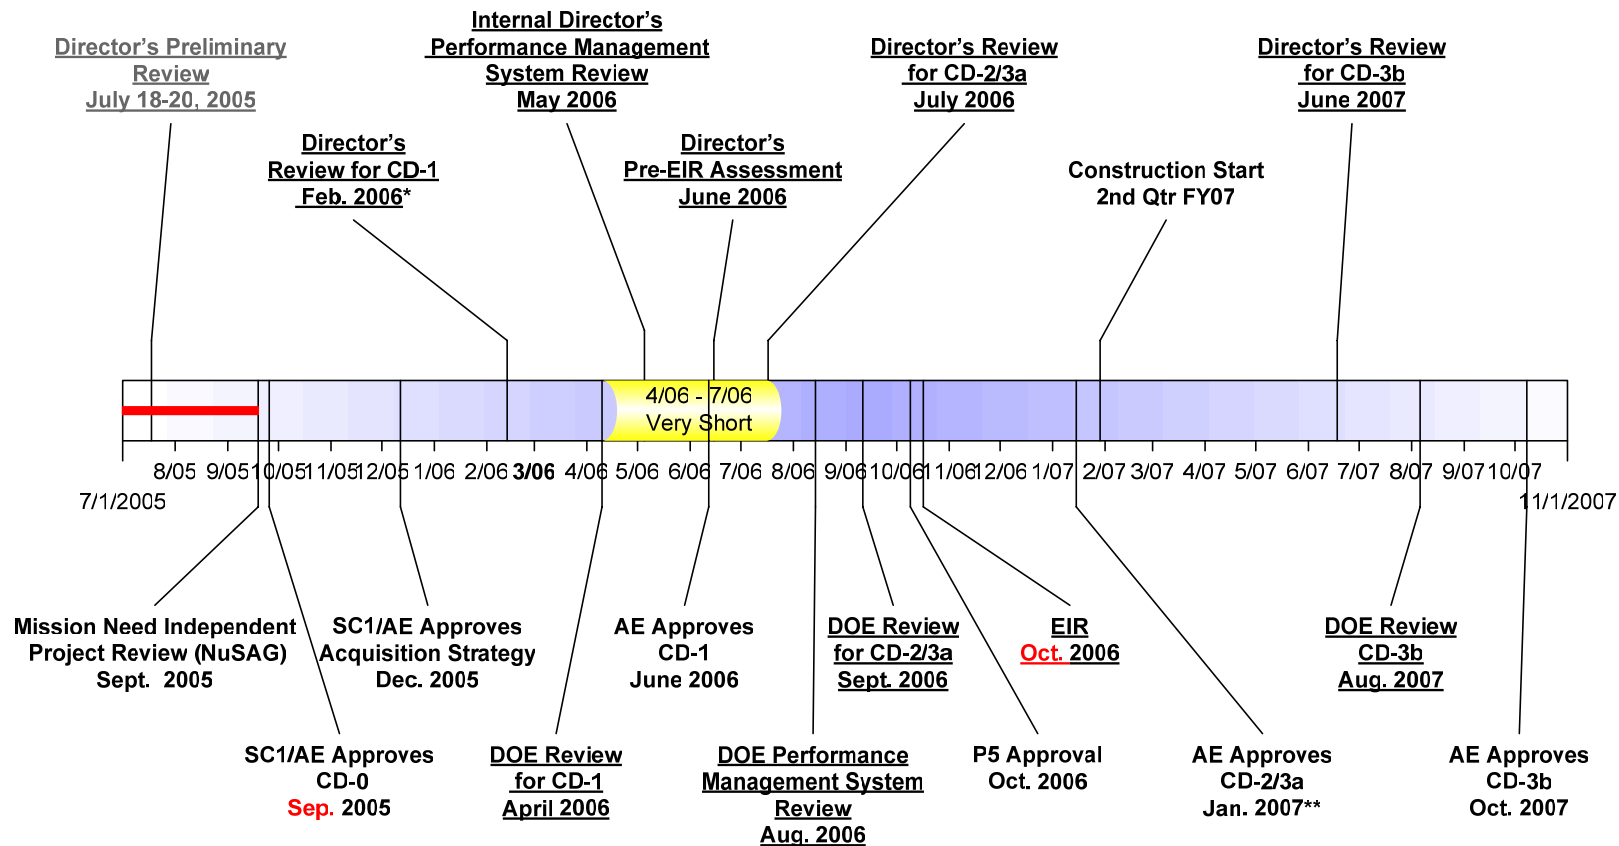 Director's Preliminary
Review
July 18-20, 2005
Internal Director's
Performance Management
System Review
May 2006
Director's Review
for CD-2/3a
July 2006
Director's Review
for CD-3b
June 2007
Director's
Review for CD-1
Feb. 2006*
Director's
Pre-EIR Assessment
June 2006
Construction Start
2nd Qtr FY07
4/06 - 7/06
Very Short
8/05 9/05 10/05 11/05 12/05 1/06 2/06 3/06 4/06 5/06 6/06 7/06 8/06 9/06 10/06 11/06 12/06 1/07 2/07 3/07 4/07 5/07 6/07 7/07 8/07 9/07 10/07
7/1/2005 11/1/2007
Mission Need Independent
Project Review (NuSAG)
Sept. 2005
SC1/AE Approves
Acquisition Strategy
Dec. 2005
AE Approves
CD-1
June 2006
DOE Review
for CD-2/3a
Sept. 2006
EIR
Oct. 2006
DOE Review
CD-3b
Aug. 2007
SC1/AE Approves
CD-0
Sep. 2005
DOE Review
for CD-1
April 2006
DOE Performance
Management System
Review
Aug. 2006
P5 Approval
Oct. 2006
AE Approves
CD-2/3a
Jan. 2007**
AE Approves
CD-3b
Oct. 2007